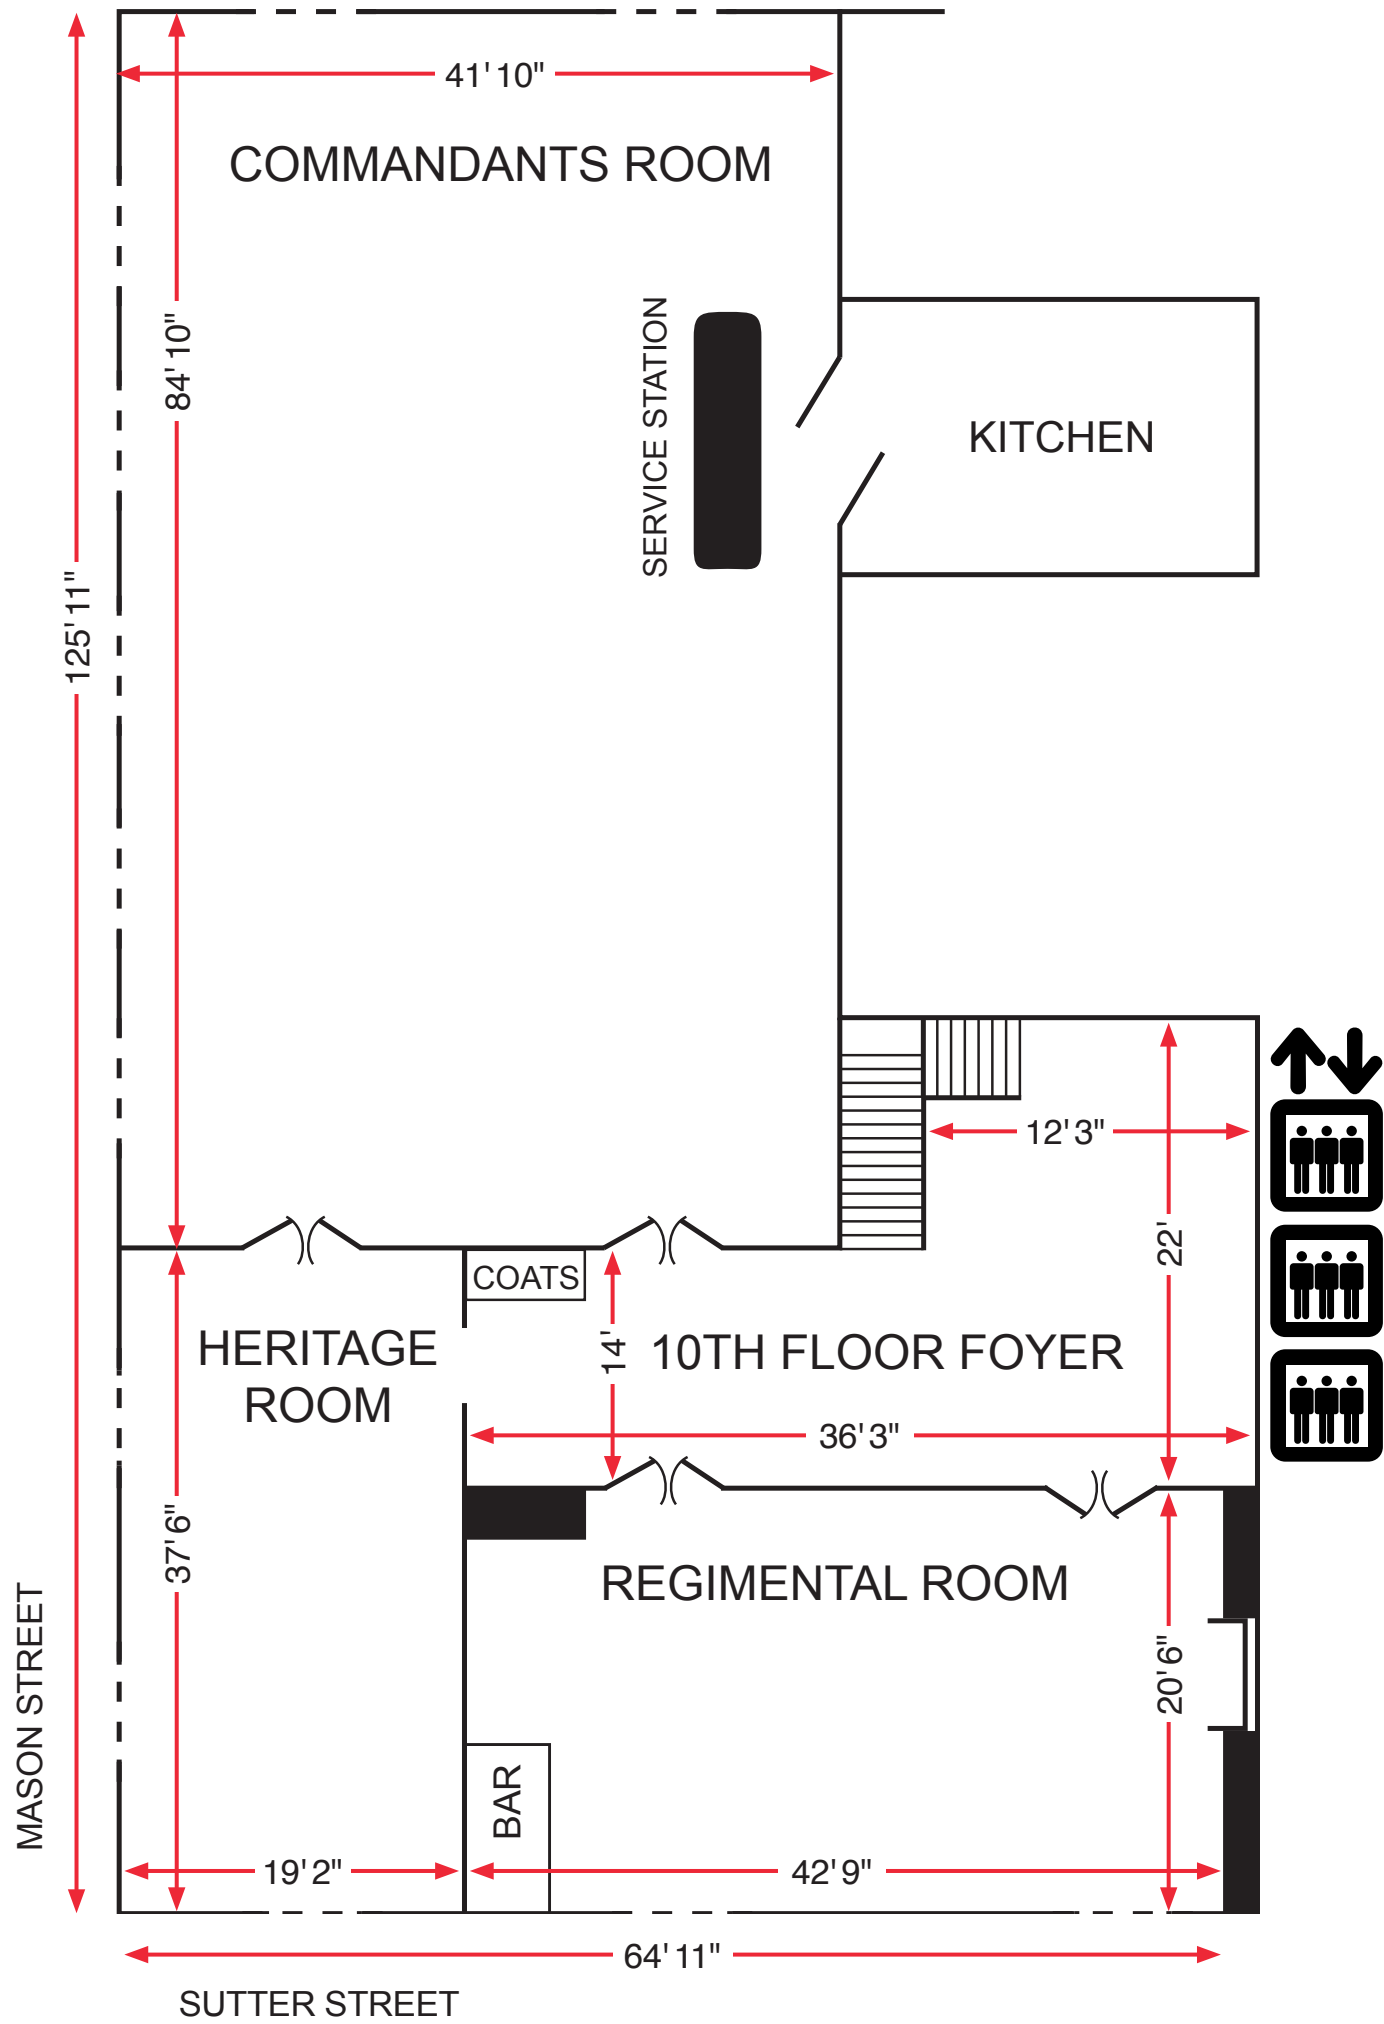 41' 10"
COMMANDANTS ROOM
84' 10"
SERVICE STATION
KITCHEN
125' 11"
12' 3"
22'
COATS
HERITAGE
ROOM
14'
10TH FLOOR FOYER
36' 3"
37' 6"
REGIMENTAL ROOM
20' 6"
MASON STREET
BAR
19' 2"
42' 9"
64' 11"
SUTTER STREET